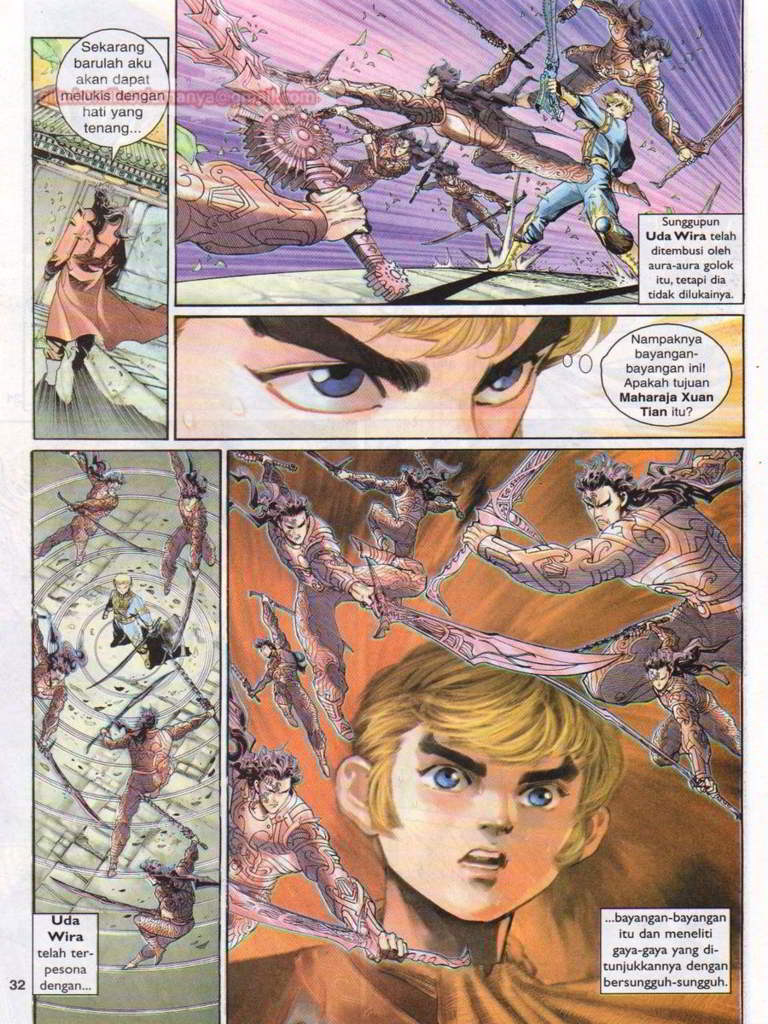 Sekarang
barulah aku
akan dapat
melukis dengan
hati yang
tenang...
Sunggupun
Uda Wira telah
ditembusi oleh
aura-aura golok
itu, tetapi dia
tidak dilukainya.
Nampaknya
bayangan-
bayangan ini!
Apakah tujuan
Maharaja Xuan
Tian itu?
Uda
Wira
telah ter-
pesona
dengan...
...bayangan-bayangan
itu dan meneliti
gaya-gaya yang di-
tunjukkannya dengan
bersungguh-sungguh.
32